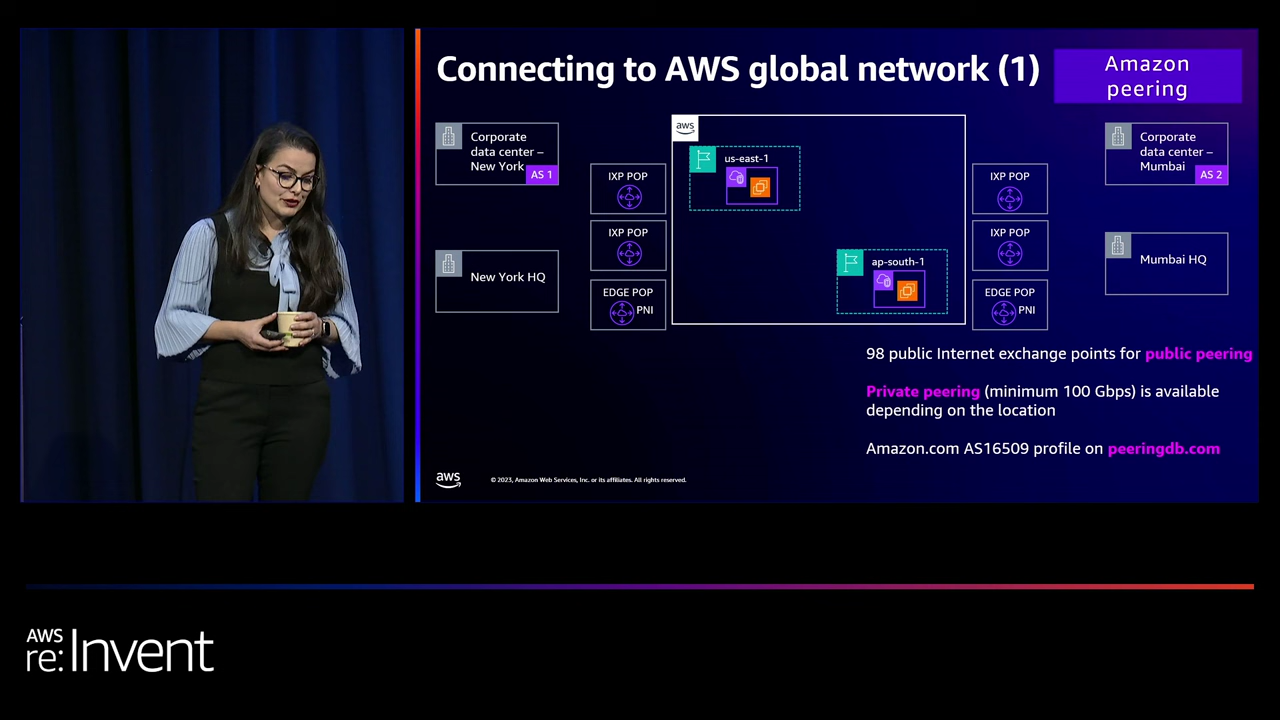 Connecting to AWS global network (1)
Amazon
peering
Corporate
data center –
New York
AS 1
New York HQ
IXP POP
IXP POP
EDGE POP
PNI
aws
us-east-1
ap-south-1
IXP POP
IXP POP
EDGE POP
PNI
Corporate
data center –
Mumbai
AS 2
Mumbai HQ
98 public Internet exchange points for public peering
Private peering (minimum 100 Gbps) is available
depending on the location
Amazon.com AS16509 profile on peeringdb.com
aws
© 2023, Amazon Web Services, Inc. or its affiliates. All rights reserved.
AWS
re:Invent